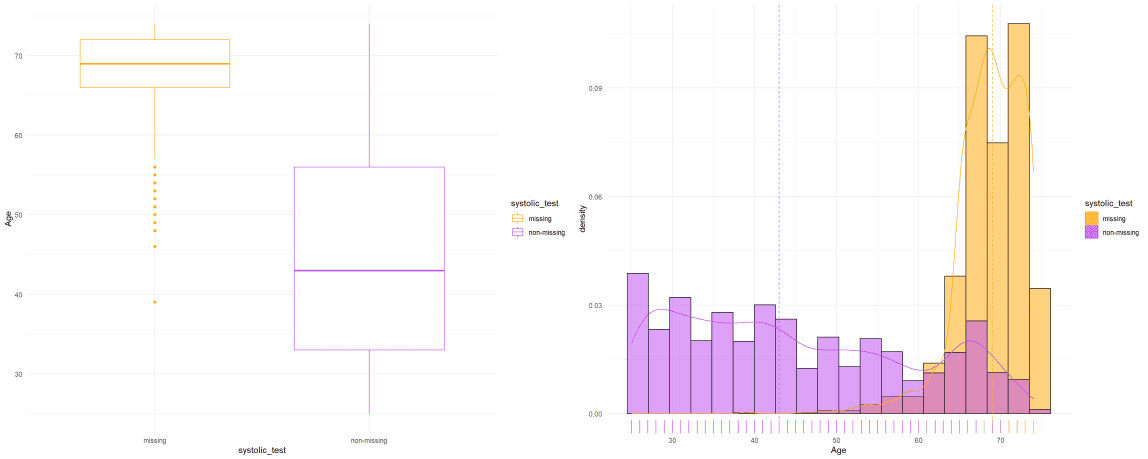 70
60
50
40
30
Age
missing
non-missing
systolic_test
systolic_test
missing
non-missing
0.09
0.06
0.03
0.00
density
30
40
50
60
70
Age
systolic_test
missing
non-missing